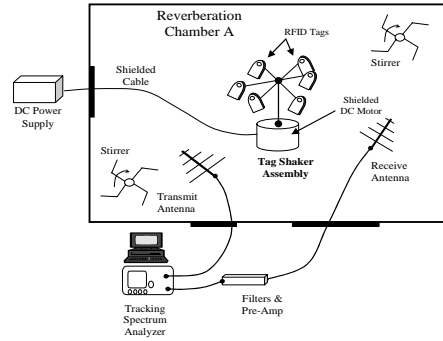 Reverberation
Chamber A
RFID Tags
Stirrer
Shielded
Cable
DC Power
Supply
Shielded
DC Motor
Tag Shaker
Assembly
Stirrer
Transmit
Antenna
Receive
Antenna
Tracking
Spectrum
Analyzer
Filters &
Pre-Amp